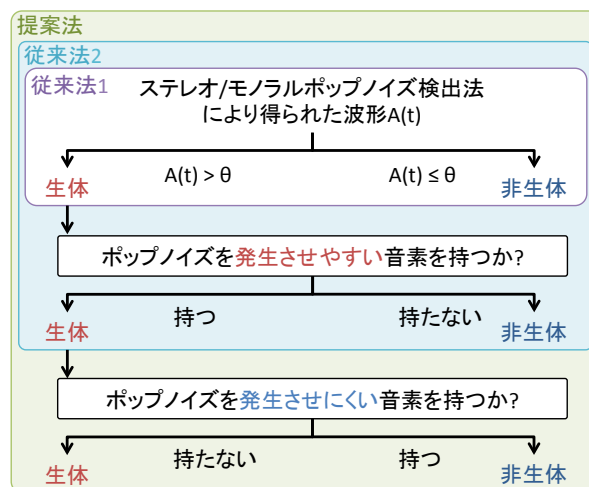 提案法
従来法2
従来法1
ステレオ/モノラルポップノイズ検出法
により得られた波形A(t)
A(t) > θ
A(t) ≤ θ
生体
非生体
ポップノイズを発生させやすい音素を持つか?
持つ
持たない
生体
非生体
ポップノイズを発生させにくい音素を持つか?
持たない
持つ
生体
非生体